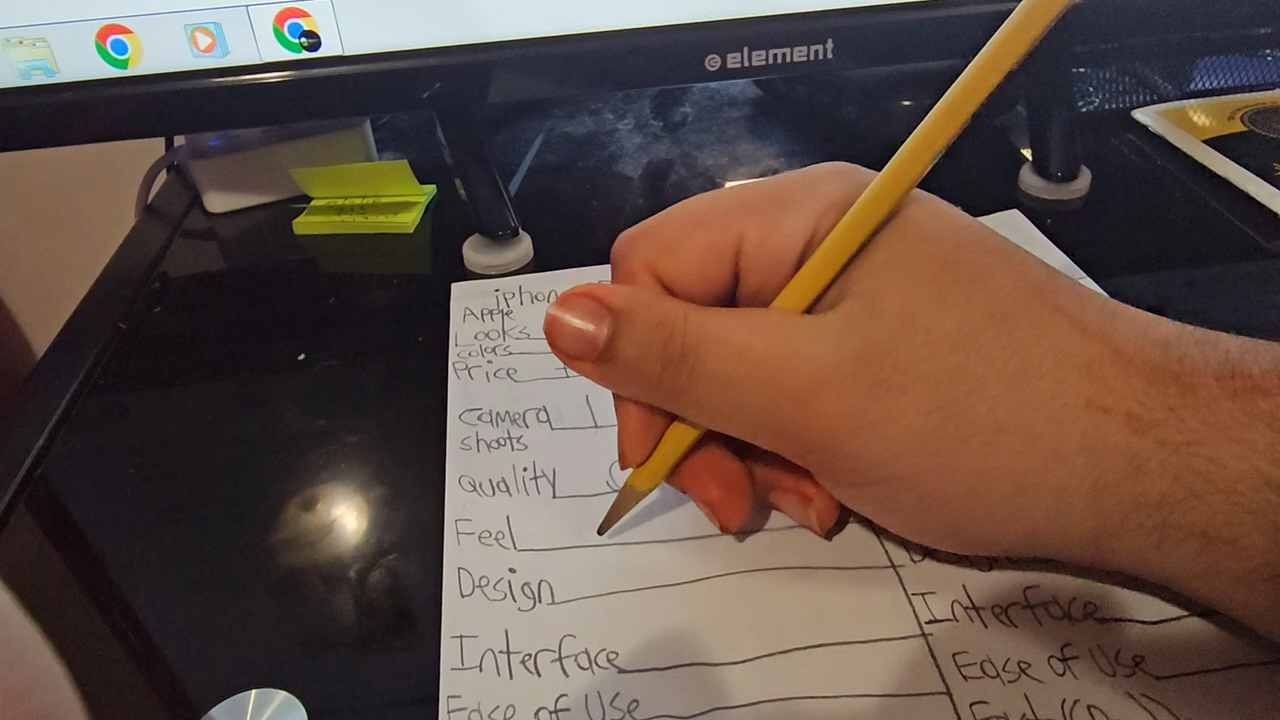 element
iphon
Apple
Looks
colors
Price
camera
shoots
quality
Feel
Design
Interface
Ease of Use
Interface
Ease of Use